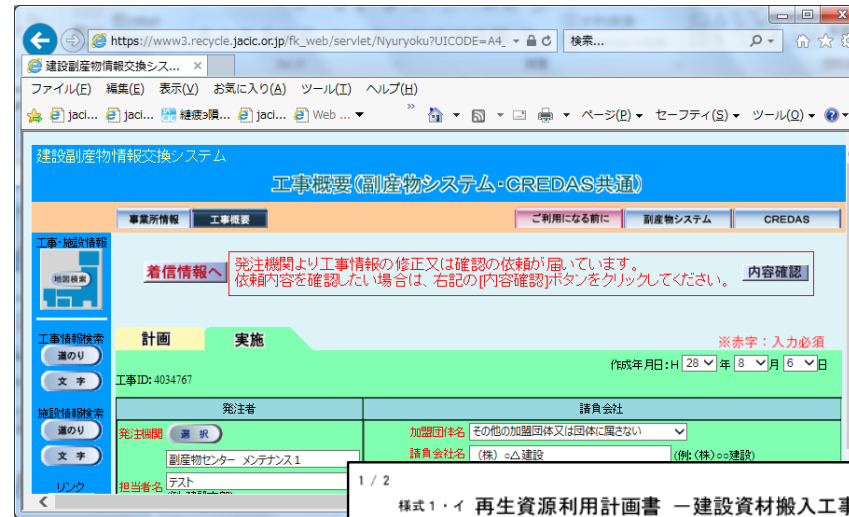 https://www3.recycle.jacic.or.jp/fk_web/servlet/Nyuryoku?UICODE=A4_
検索...
建設副産物情報交換シス... ×
ファイル(F) 編集(E) 表示(V) お気に入り(A) ツール(T) ヘルプ(H)
jaci... jaci... jaci... Web ... ページ(P) セーフティ(S) ツール(O)
建設副産物情報交換システム
工事概要(副産物システム・CREDAS共通)
事業所情報 工事概要 ご利用になる前に 副産物システム CREDAS
工事・施設情報
地図検索
着信情報へ
発注機関より工事情報の修正又は確認の依頼が届いています。
依頼内容を確認したい場合は、右記の[内容確認]ボタンをクリックしてください。
内容確認
工事情報検索
道のり
文 字
計画 実施
※赤字：入力必須
作成年月日:H 28 年 8 月 6 日
工事ID: 4034767
施設情報検索
道のり
文 字
リンク
発注者 請負会社
発注機関 選 択
加盟団体名 その他の加盟団体又は団体に属さない
副産物センター メンテナンス1
請負会社名 (株) ○△建設 (例:(株)○○建設)
担当者名 テスト
1 / 2
様式1・イ 再生資源利用計画書 －建設資材搬入工事